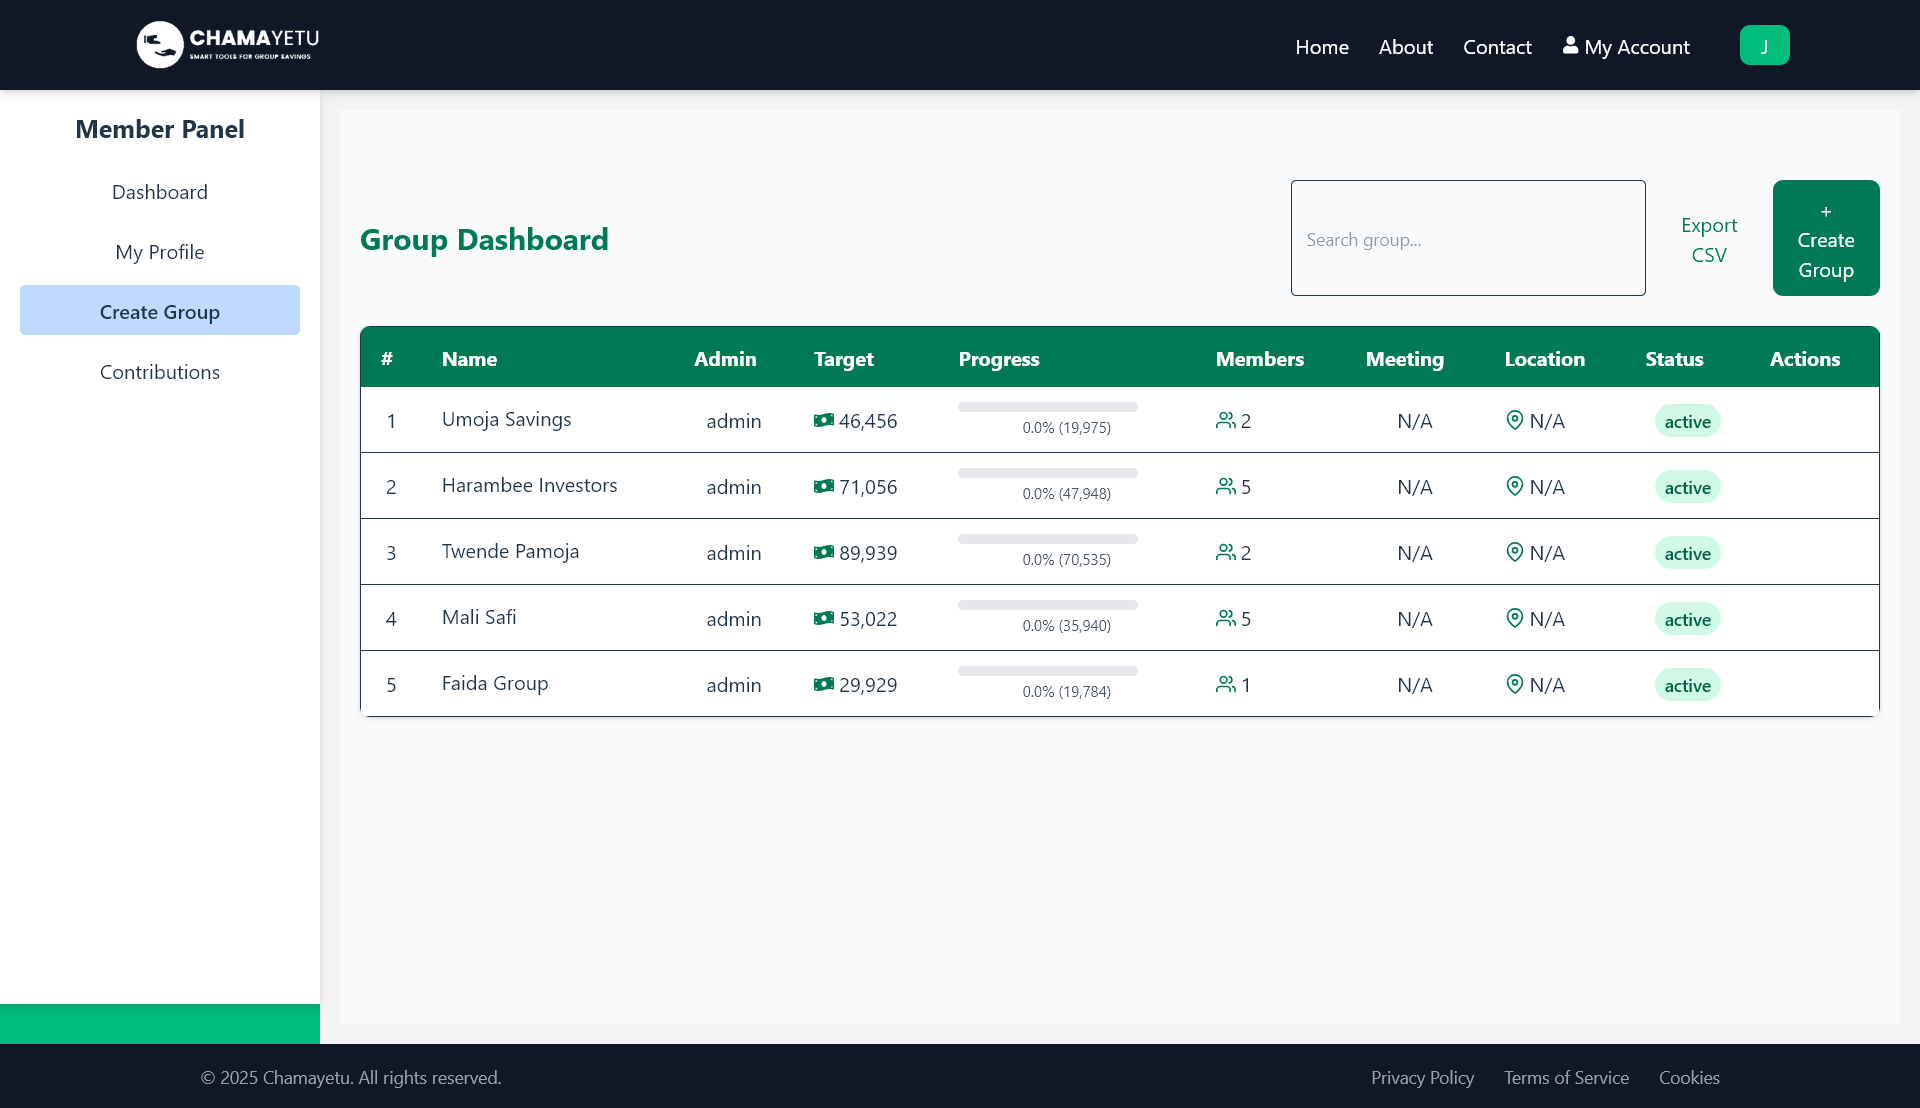 CHAMAYETU
SMART TOOLS FOR GROUP SAVINGS
Home About Contact My Account J
Member Panel
Dashboard
My Profile
Create Group
Contributions
Group Dashboard
Search group...
Export
CSV
+
Create
Group
# Name Admin Target Progress Members Meeting Location Status Actions
1 Umoja Savings admin 46,456 0.0% (19,975) 2 N/A N/A active
2 Harambee Investors admin 71,056 0.0% (47,948) 5 N/A N/A active
3 Twende Pamoja admin 89,939 0.0% (70,535) 2 N/A N/A active
4 Mali Safi admin 53,022 0.0% (35,940) 5 N/A N/A active
5 Faida Group admin 29,929 0.0% (19,784) 1 N/A N/A active
© 2025 Chamayetu. All rights reserved.
Privacy Policy Terms of Service Cookies